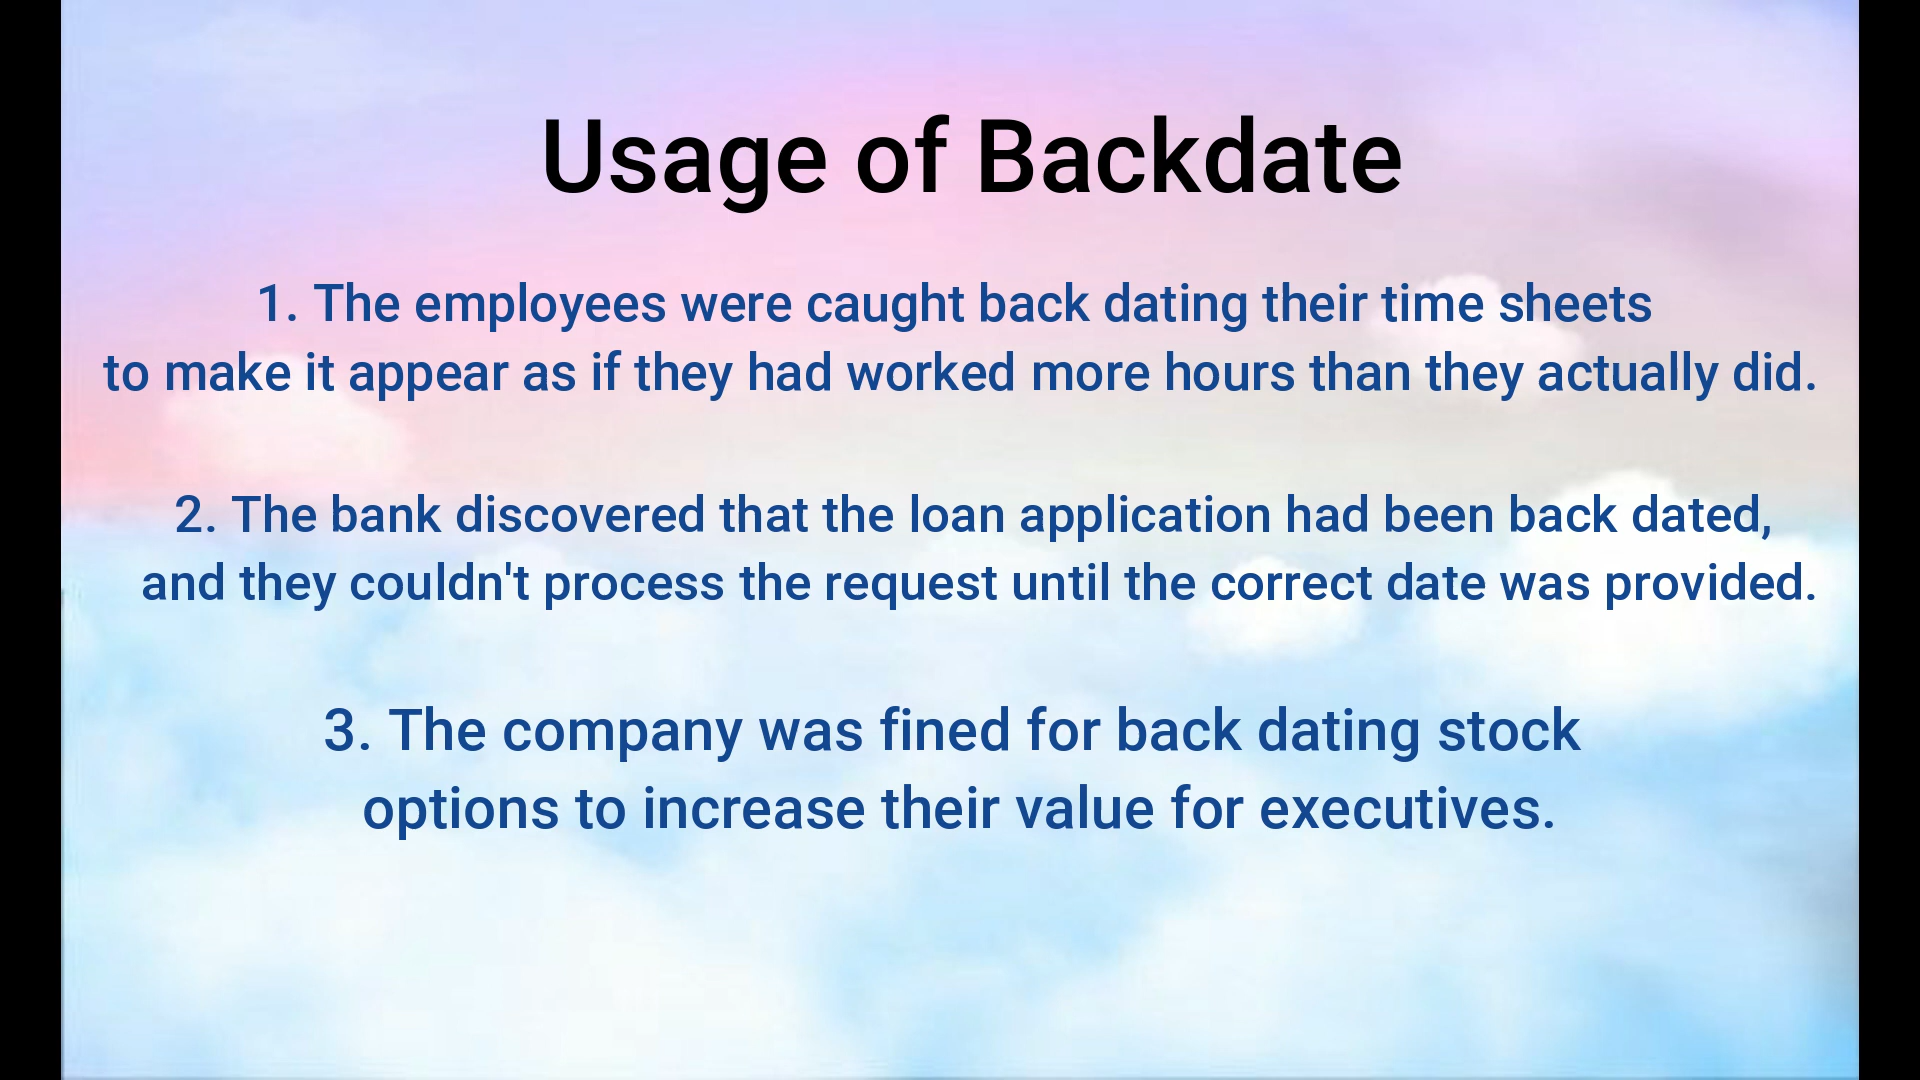 Usage of Backdate
1. The employees were caught back dating their time sheets
to make it appear as if they had worked more hours than they actually did.
2. The bank discovered that the loan application had been back dated,
and they couldn't process the request until the correct date was provided.
3. The company was fined for back dating stock
options to increase their value for executives.